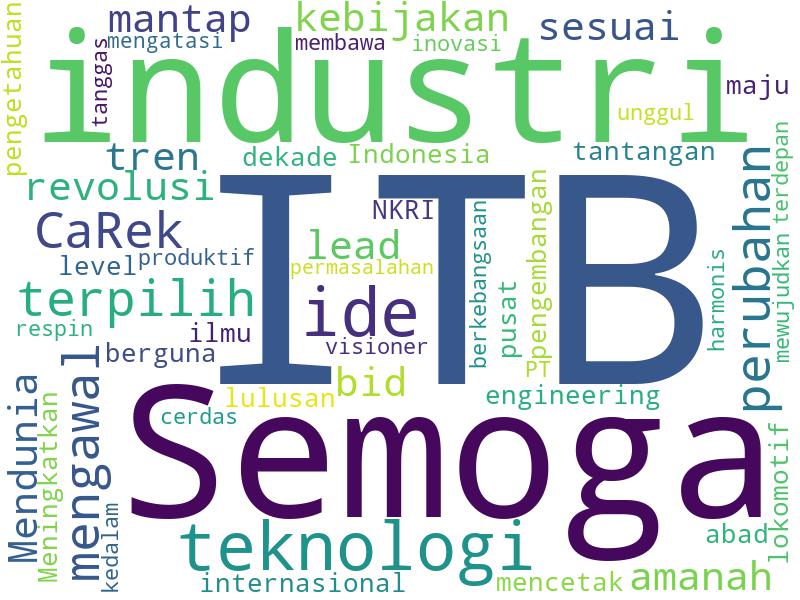 pengetahuan
mantap
kebijakan
sesuai
mengatasi
membawa
inovasi
tanggas
industri
maju
unggul
tren
dekade
Indonesia
tantangan
revolusi
ITB
perubahan
terdepan
mewujudkan
CaRek
NKRI
lead
berkebangsaan
pengembangan
level
produktif
permasalahan
terpilih
ide
pusat
harmonis
respin
ilmu
visioner
berguna
PT
bid
engineering
lulusan
cerdas
Mendunia
Meningkatkan
mengawal
Semoga
lokomotif
kedalam
teknologi
abad
internasional
mencetak
amanah